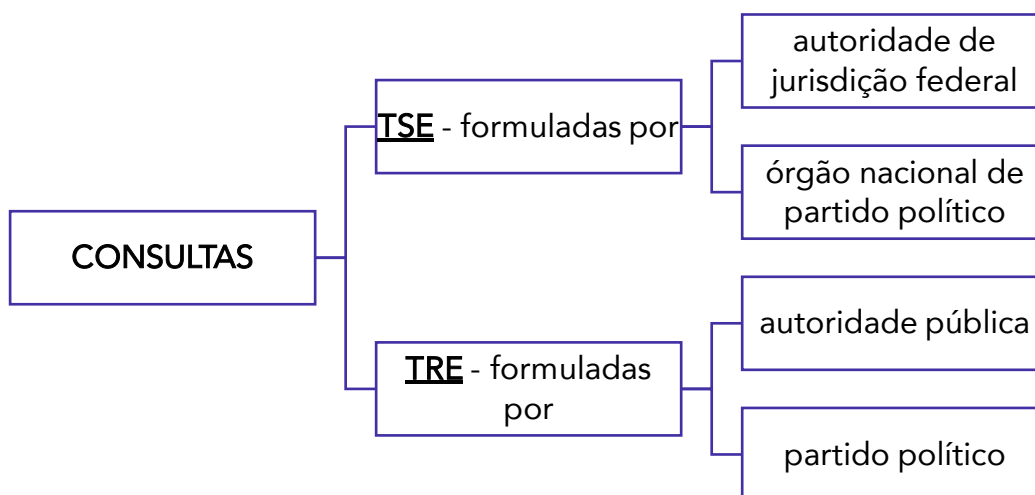 CONSULTAS
TSE - formuladas por
autoridade de
jurisdição federal
órgão nacional de
partido político
TRE - formuladas
por
autoridade pública
partido político